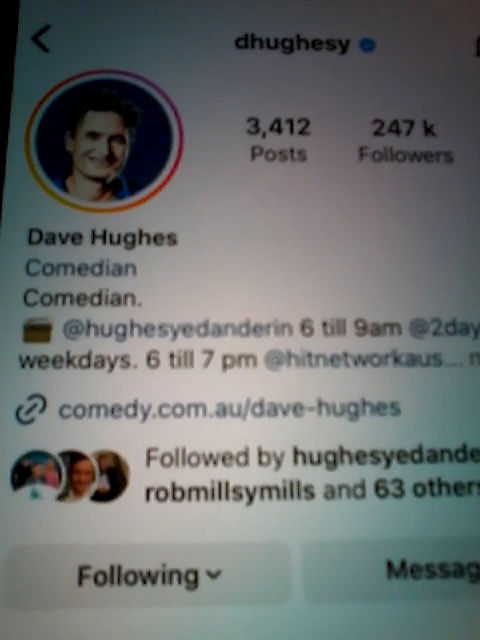 dhughesy
3,412 247 k
Posts Followers
Dave Hughes
Comedian
Comedian.
@hughesyedanderin 6 till 9am @2day
weekdays. 6 till 7 pm @hitnetworkaus...
comedy.com.au/dave-hughes
Followed by hughesyedande
robmillsymills and 63 other
Following Messag